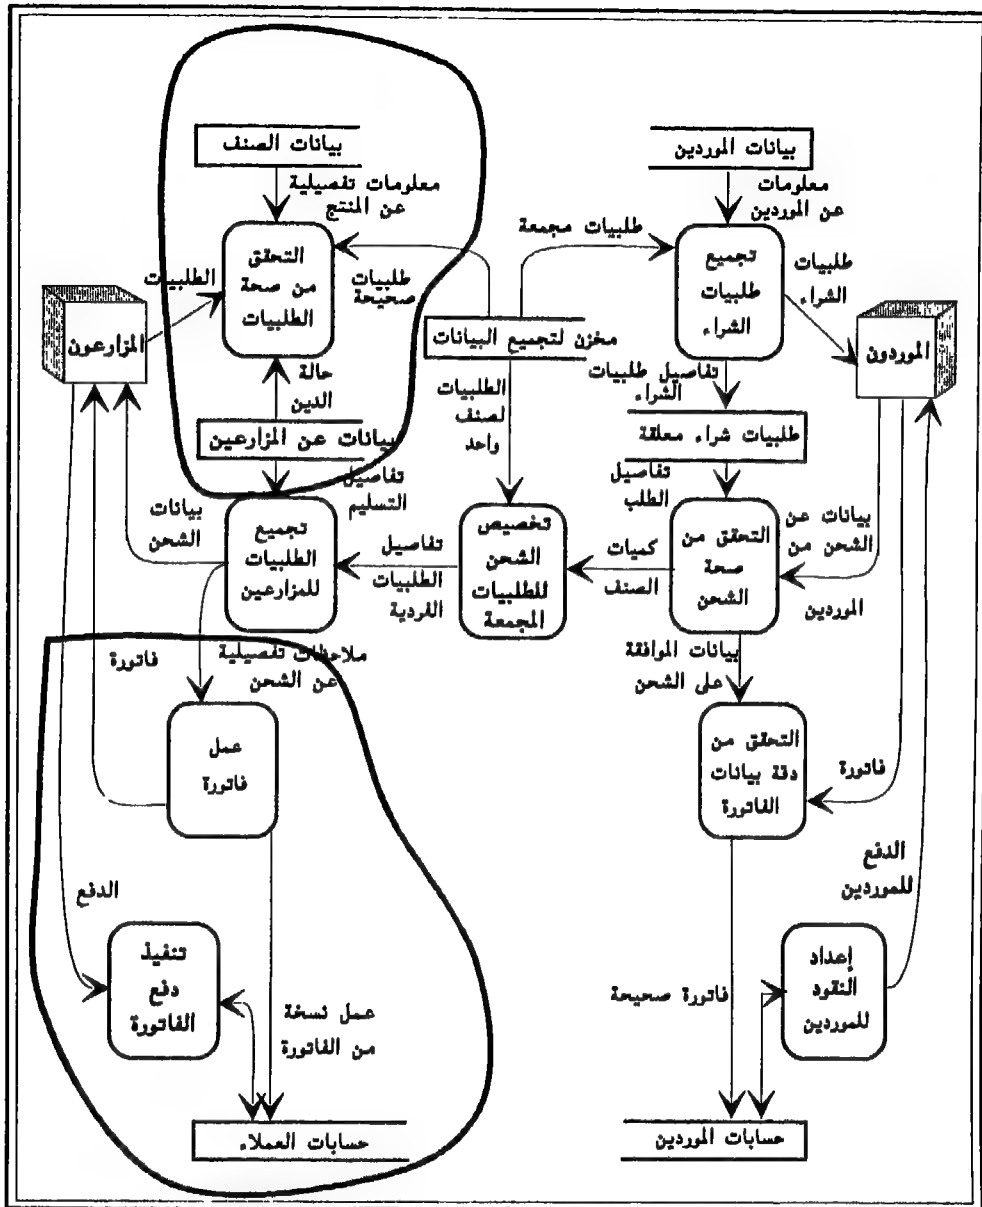 بيانات الموردين
بيانات الصنف
معلومات
عن الموردين
معلومات تفصيلية
عن المنتج
طلبيات مجمعة
تجميع
طلبيات
الشراء
طلبيات
الشراء
التحقق
من صحة
الطلبيات
طلبيات
صحيحة
الطلبيات
الموردون
مخزن لتجميع البيانات
المزارعون
تفاصيل طلبيات
الشراء
الطلبيات
لصنف
واحد
حالة
الدين
طلبيات شراء معلقة
بيانات عن المزارعين
تفاصيل
الطلب
تفاصيل
التسليم
بيانات عن
الشحن من
الموردين
التحقق من
صحة
الشحن
كميات
الصنف
تخصيص
الشحن
للطلبيات
المجمعة
تفاصيل
الطلبيات
الفردية
تجميع
الطلبيات
للمزارعين
بيانات
الشحن
بيانات الموافقة
على الشحن
ملاحظات تفصيلية
عن الشحن
فاتورة
التحقق من
دقة بيانات
الفاتورة
فاتورة
عمل
فاتورة
الدفع
للموردين
الدفع
إعداد
النقود
للموردين
فاتورة صحيحة
عمل نسخة
من الفاتورة
تنفيذ
دفع
الفاتورة
حسابات الموردين
حسابات العملاء